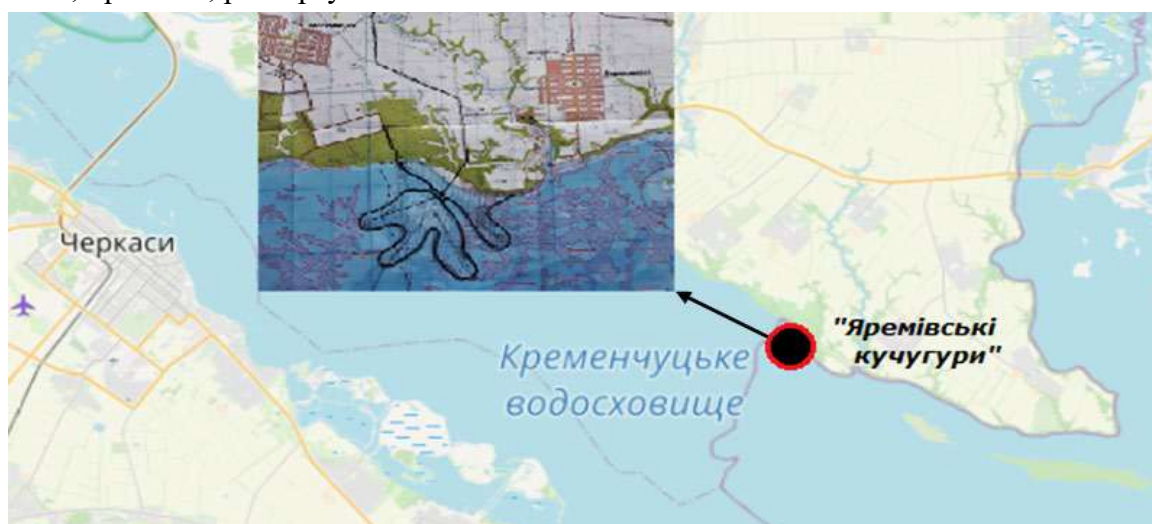 Черкаси
Кременчуцьке
водосховище
"Яремівські
кучугури"